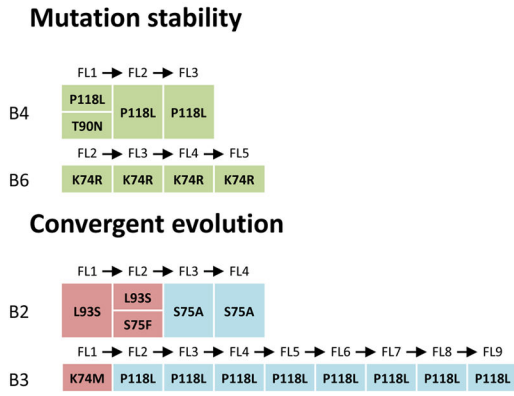 Mutation stability
FL1 → FL2 → FL3
B4
P118L
T90N
P118L P118L
FL2 → FL3 → FL4 → FL5
B6 K74R K74R K74R K74R
Convergent evolution
FL1 → FL2 → FL3 → FL4
B2 L93S
L93S
S75F
S75A S75A
FL1 → FL2 → FL3 → FL4 → FL5 → FL6 → FL7 → FL8 → FL9
B3 K74M P118L P118L P118L P118L P118L P118L P118L P118L